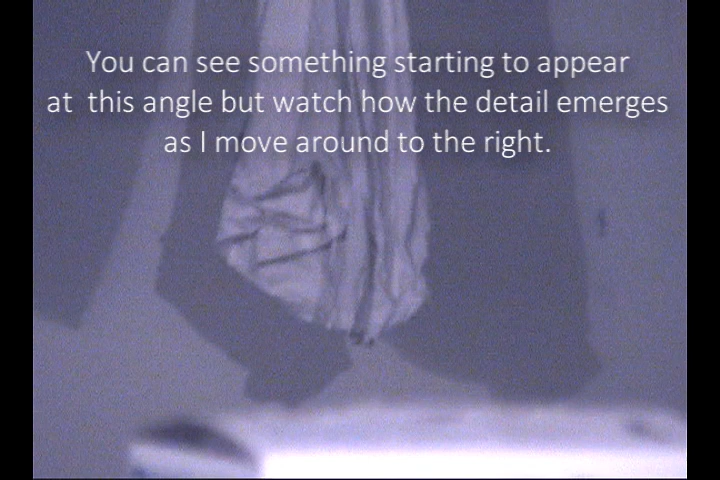 You can see something starting to appear
at  this angle but watch how the detail emerges
as I move around to the right.